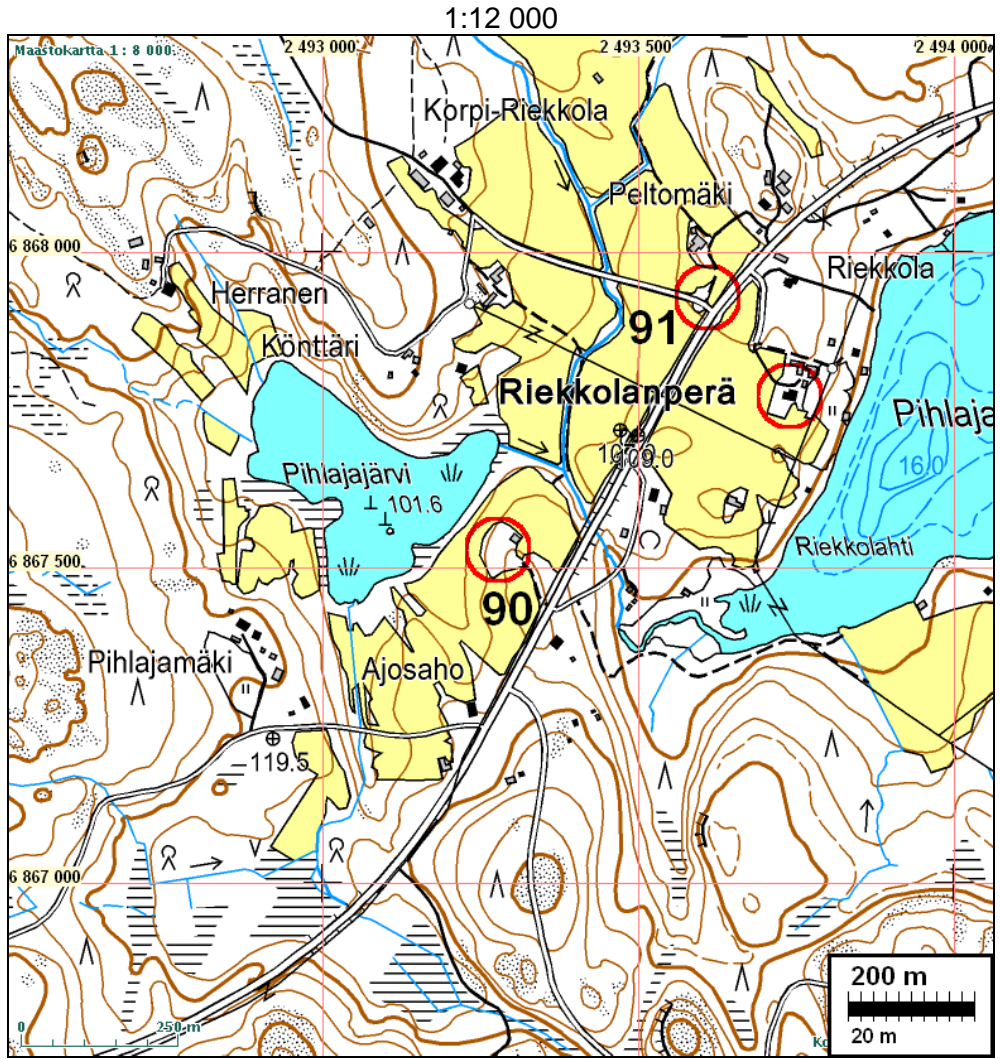 1:12 000
Maastokartta 1 : 8 000
2 493 000
2 493 500
2 494 000
Korpi-Riekkola
Peltomäki
6 868 000
Riekkola
Herranen
91
Könttäri
Riekkolanperä
Pihlaja
109.0
16.0
Pihlajajärvi
101.6
Riekkolahti
6 867 500
90
Pihlajamäki
Ajosaho
119.5
6 867 000
200 m
20 m
0
250 m